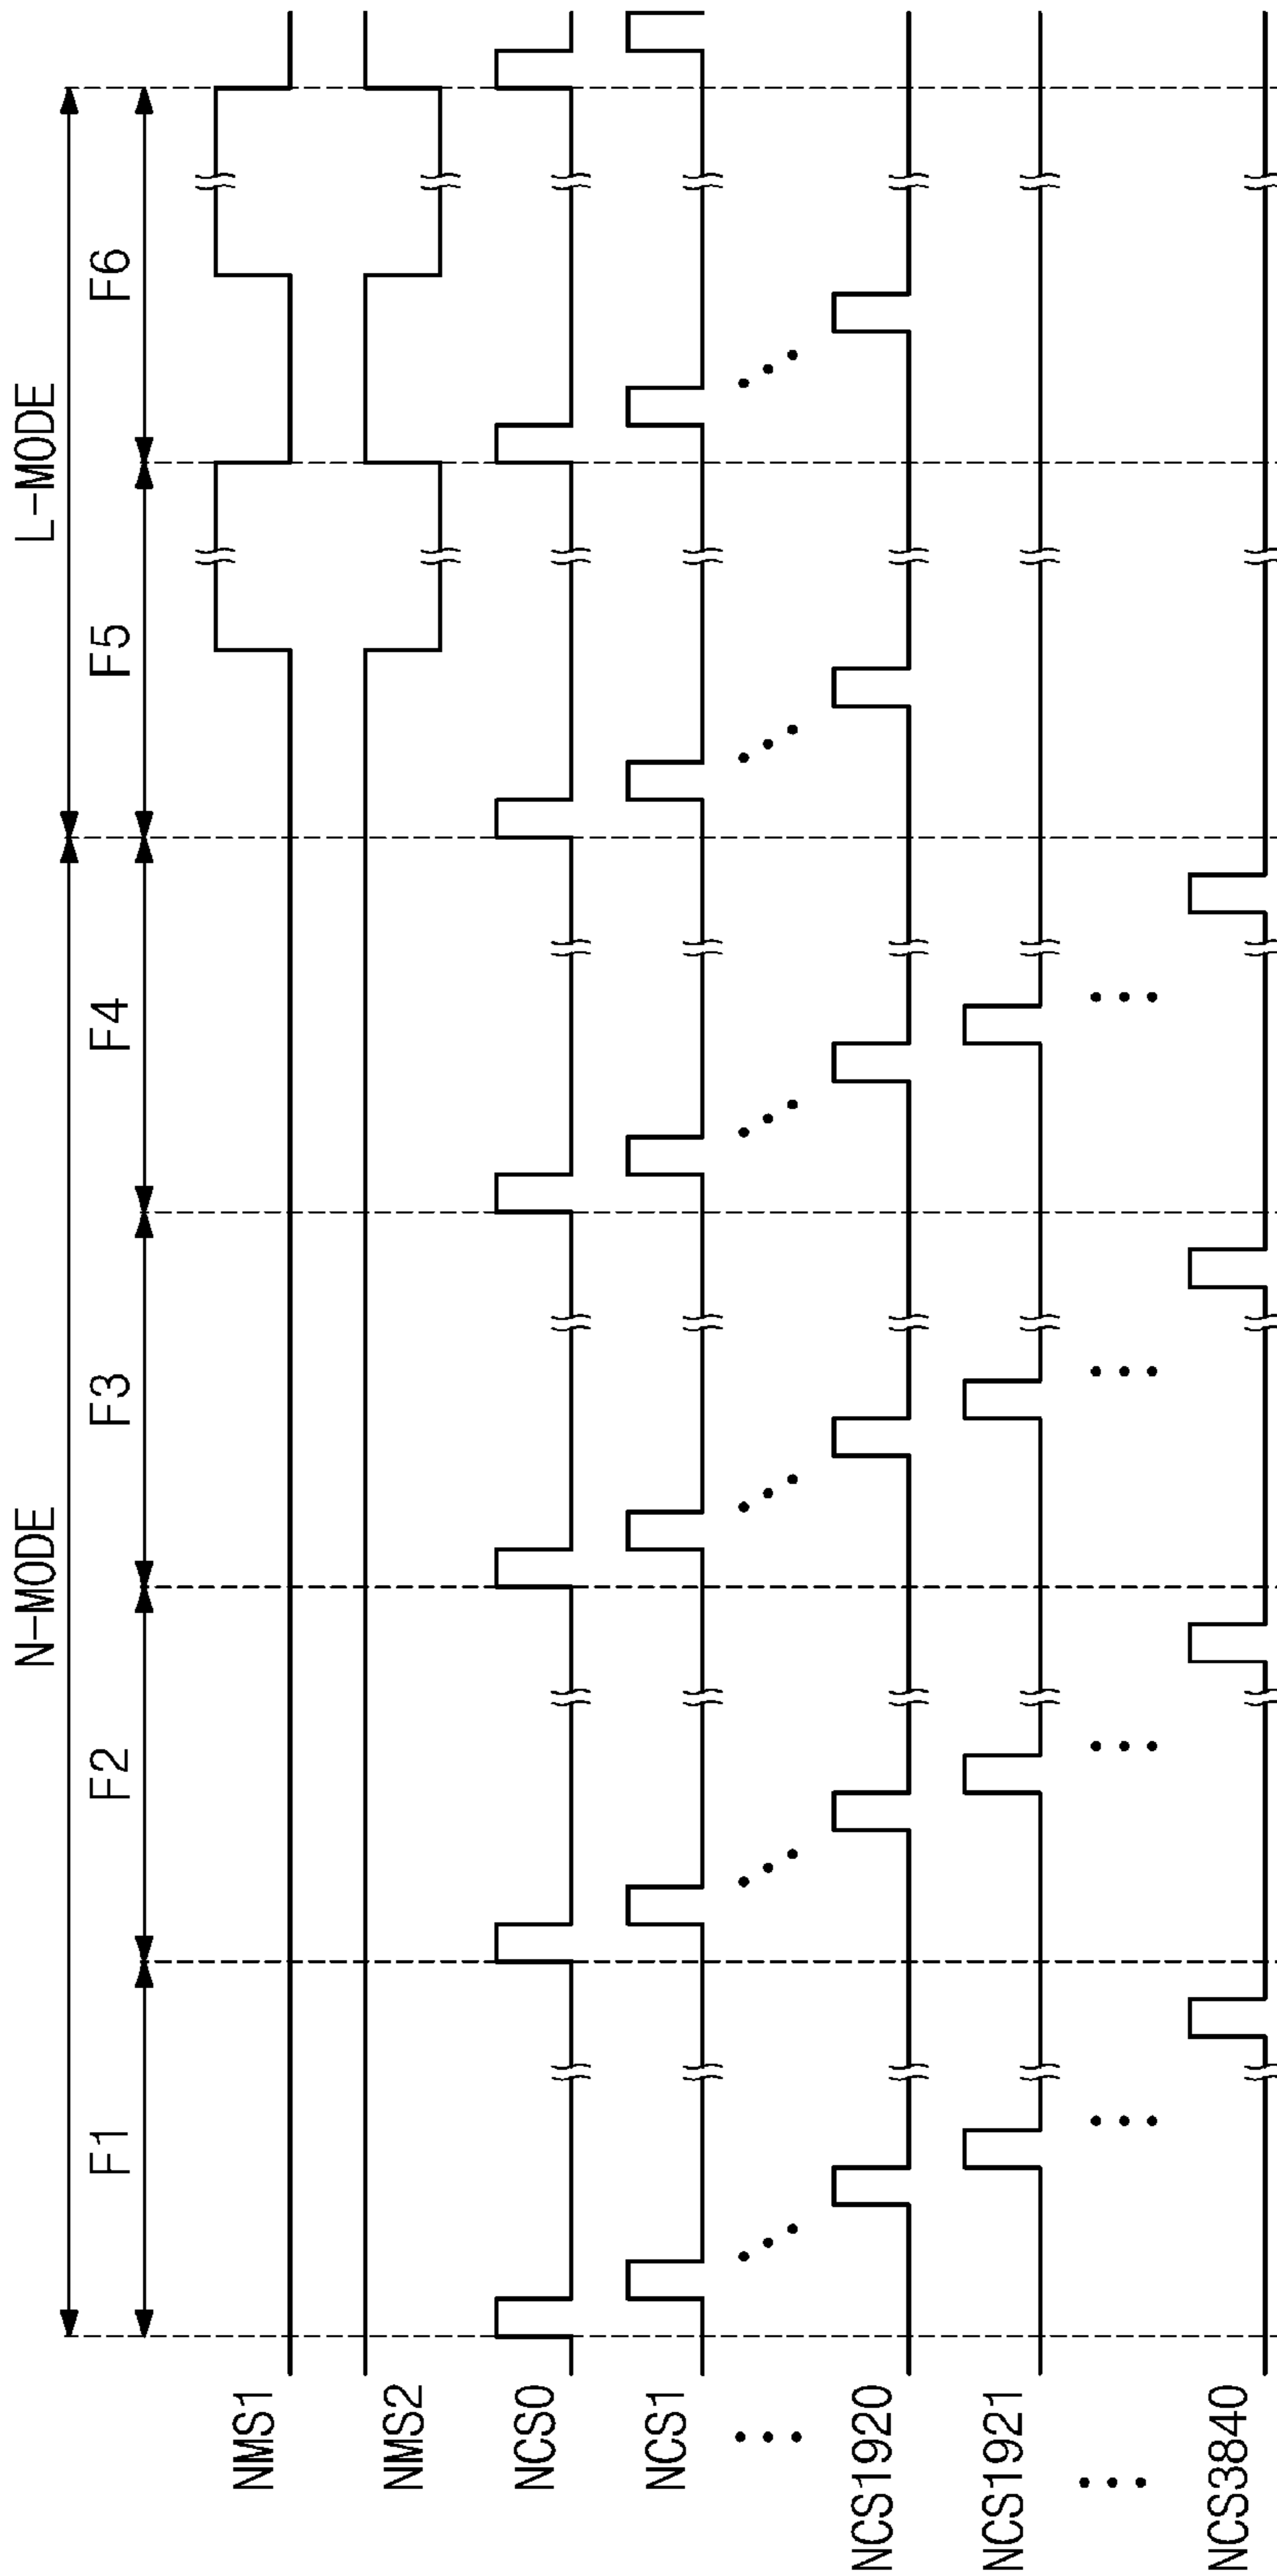 N-MODE
L-MODE
F1
F2
F3
F4
F5
F6
NMS1
NMS2
NCS0
NCS1
NCS1920
NCS1921
NCS3840